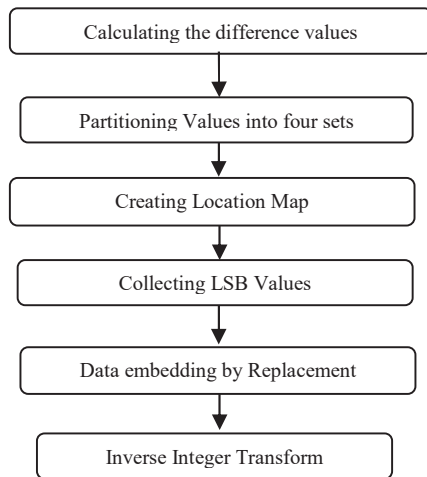 Calculating the difference values
Partitioning Values into four sets
Creating Location Map
Collecting LSB Values
Data embedding by Replacement
Inverse Integer Transform